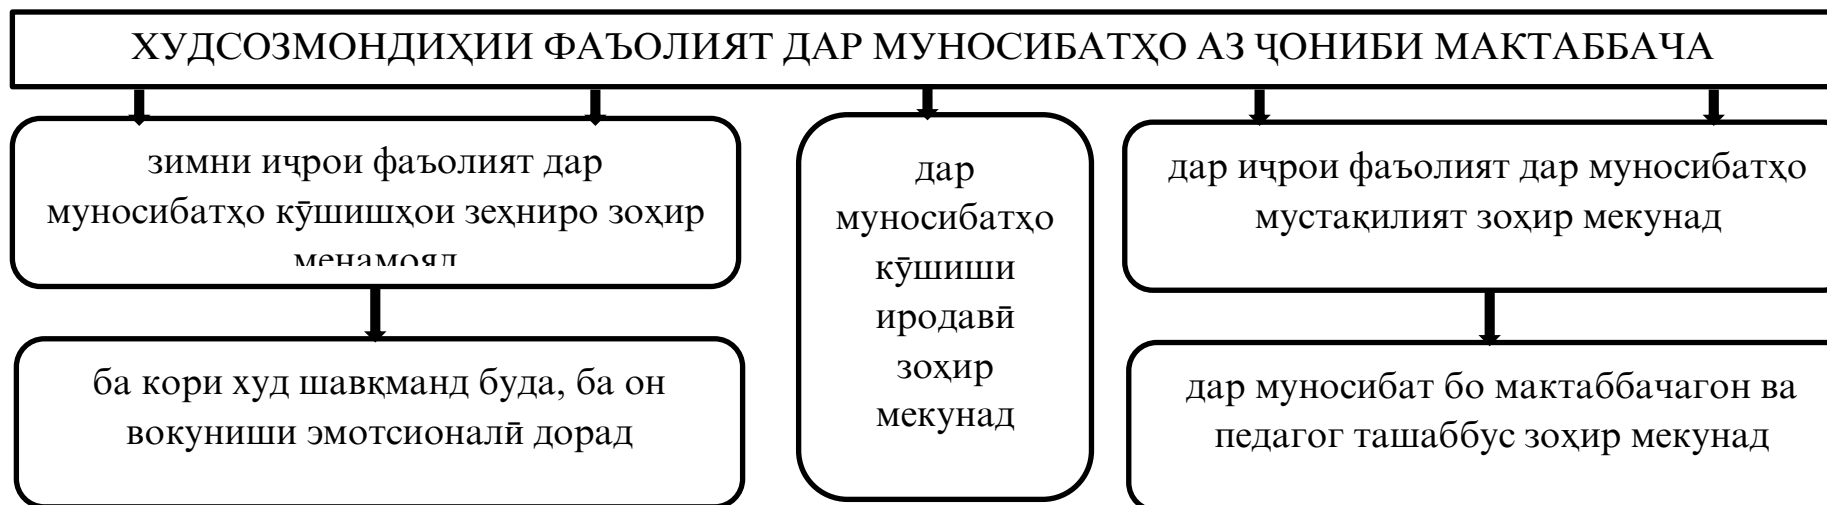 ХУДСОЗМОНДИҲИИ ФАЪОЛИЯТ ДАР МУНОСИБАТҲО АЗ ҶОНИБИ МАКТАББАЧА
зимни иҷрои фаъолият дар
муносибатҳо кӯшишҳои зеҳниро зоҳир
менамояд
ба кори худ шавқманд буда, ба он
вокуниши эмотсионалӣ дорад
дар
муносибатҳо
кӯшиши
иродавӣ
зоҳир
мекунад
дар иҷрои фаъолият дар муносибатҳо
мустақилият зоҳир мекунад
дар муносибат бо мактаббачагон ва
педагог ташаббус зоҳир мекунад